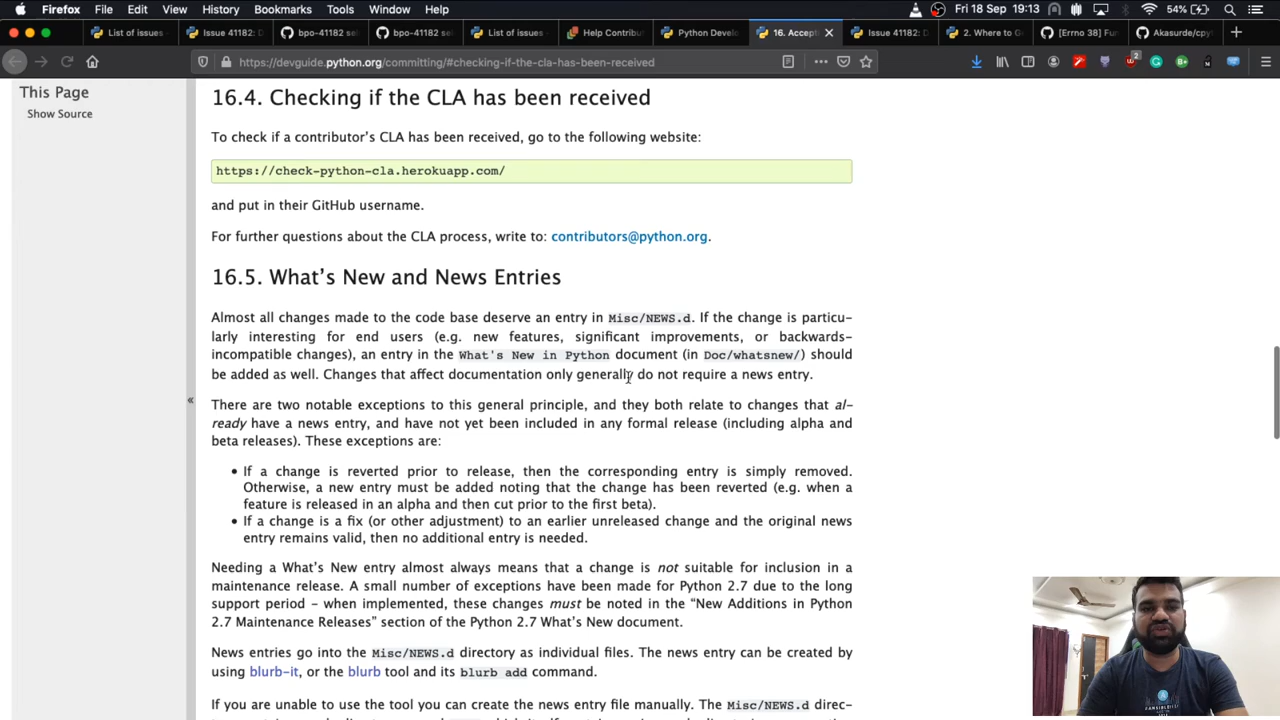 Firefox File Edit View History Bookmarks Tools Window Help Fri 18 Sep 19:13 54%
List of issues Issue 41182: D bpo-41182 sel bpo-41182 sel List of issues Help Contribu Python Develo 16. Accept Issue 41182: D 2. Where to G [Errno 38] Fun Akasurde/cpy
https://devguide.python.org/committing/#checking-if-the-cla-has-been-received
This Page
Show Source
16.4. Checking if the CLA has been received
To check if a contributor's CLA has been received, go to the following website:
https://check-python-cla.herokuapp.com/
and put in their GitHub username.
For further questions about the CLA process, write to: contributors@python.org.
16.5. What's New and News Entries
Almost all changes made to the code base deserve an entry in Misc/NEWS.d. If the change is particu-
larly interesting for end users (e.g. new features, significant improvements, or backwards-
incompatible changes), an entry in the What's New in Python document (in Doc/whatsnew/) should
be added as well. Changes that affect documentation only generally do not require a news entry.
There are two notable exceptions to this general principle, and they both relate to changes that al-
ready have a news entry, and have not yet been included in any formal release (including alpha and
beta releases). These exceptions are:
• If a change is reverted prior to release, then the corresponding entry is simply removed.
Otherwise, a new entry must be added noting that the change has been reverted (e.g. when a
feature is released in an alpha and then cut prior to the first beta).
• If a change is a fix (or other adjustment) to an earlier unreleased change and the original news
entry remains valid, then no additional entry is needed.
Needing a What's New entry almost always means that a change is not suitable for inclusion in a
maintenance release. A small number of exceptions have been made for Python 2.7 due to the long
support period – when implemented, these changes must be noted in the “New Additions in Python
2.7 Maintenance Releases” section of the Python 2.7 What's New document.
News entries go into the Misc/NEWS.d directory as individual files. The news entry can be created by
using blurb-it, or the blurb tool and its blurb add command.
If you are unable to use the tool you can create the news entry file manually. The Misc/NEWS.d direc-